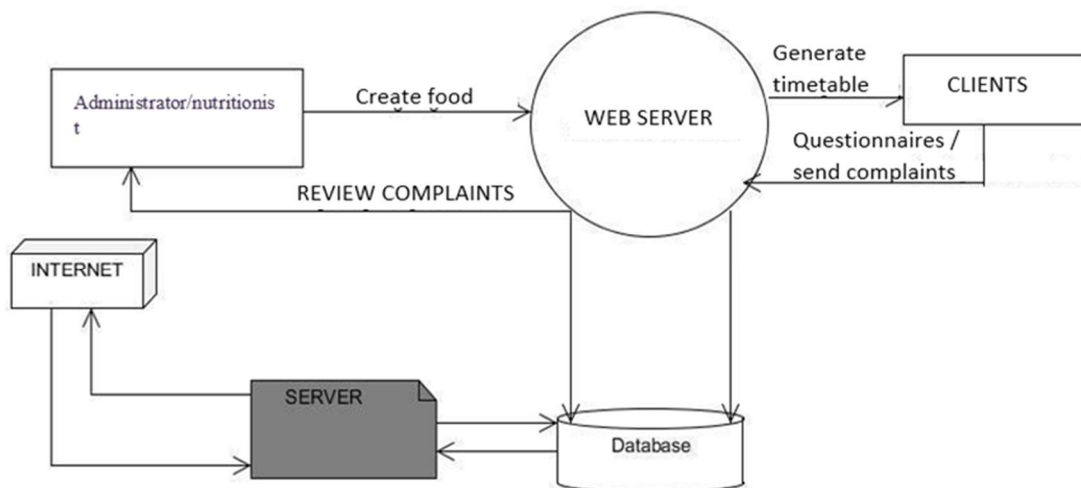 Administrator/nutritionis
t
Create food
WEB SERVER
Generate
timetable
CLIENTS
Questionnaires /
send complaints
REVIEW COMPLAINTS
INTERNET
SERVER
Database